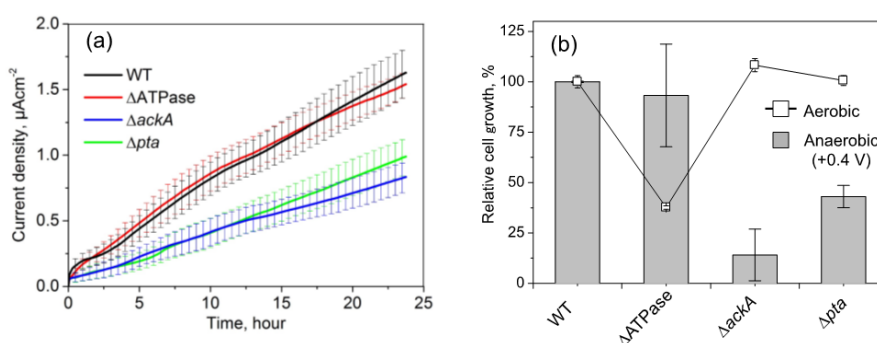 (a)
WT
ΔATPase
ΔackA
Δpta
Current density, μAcm-2
2.0
1.5
1.0
0.5
0.0
0 5 10 15 20 25
Time, hour
(b)
Relative cell growth, %
125
100
75
50
25
0
Aerobic
Anaerobic
(+0.4 V)
WT
ΔATPase
ΔackA
Δpta